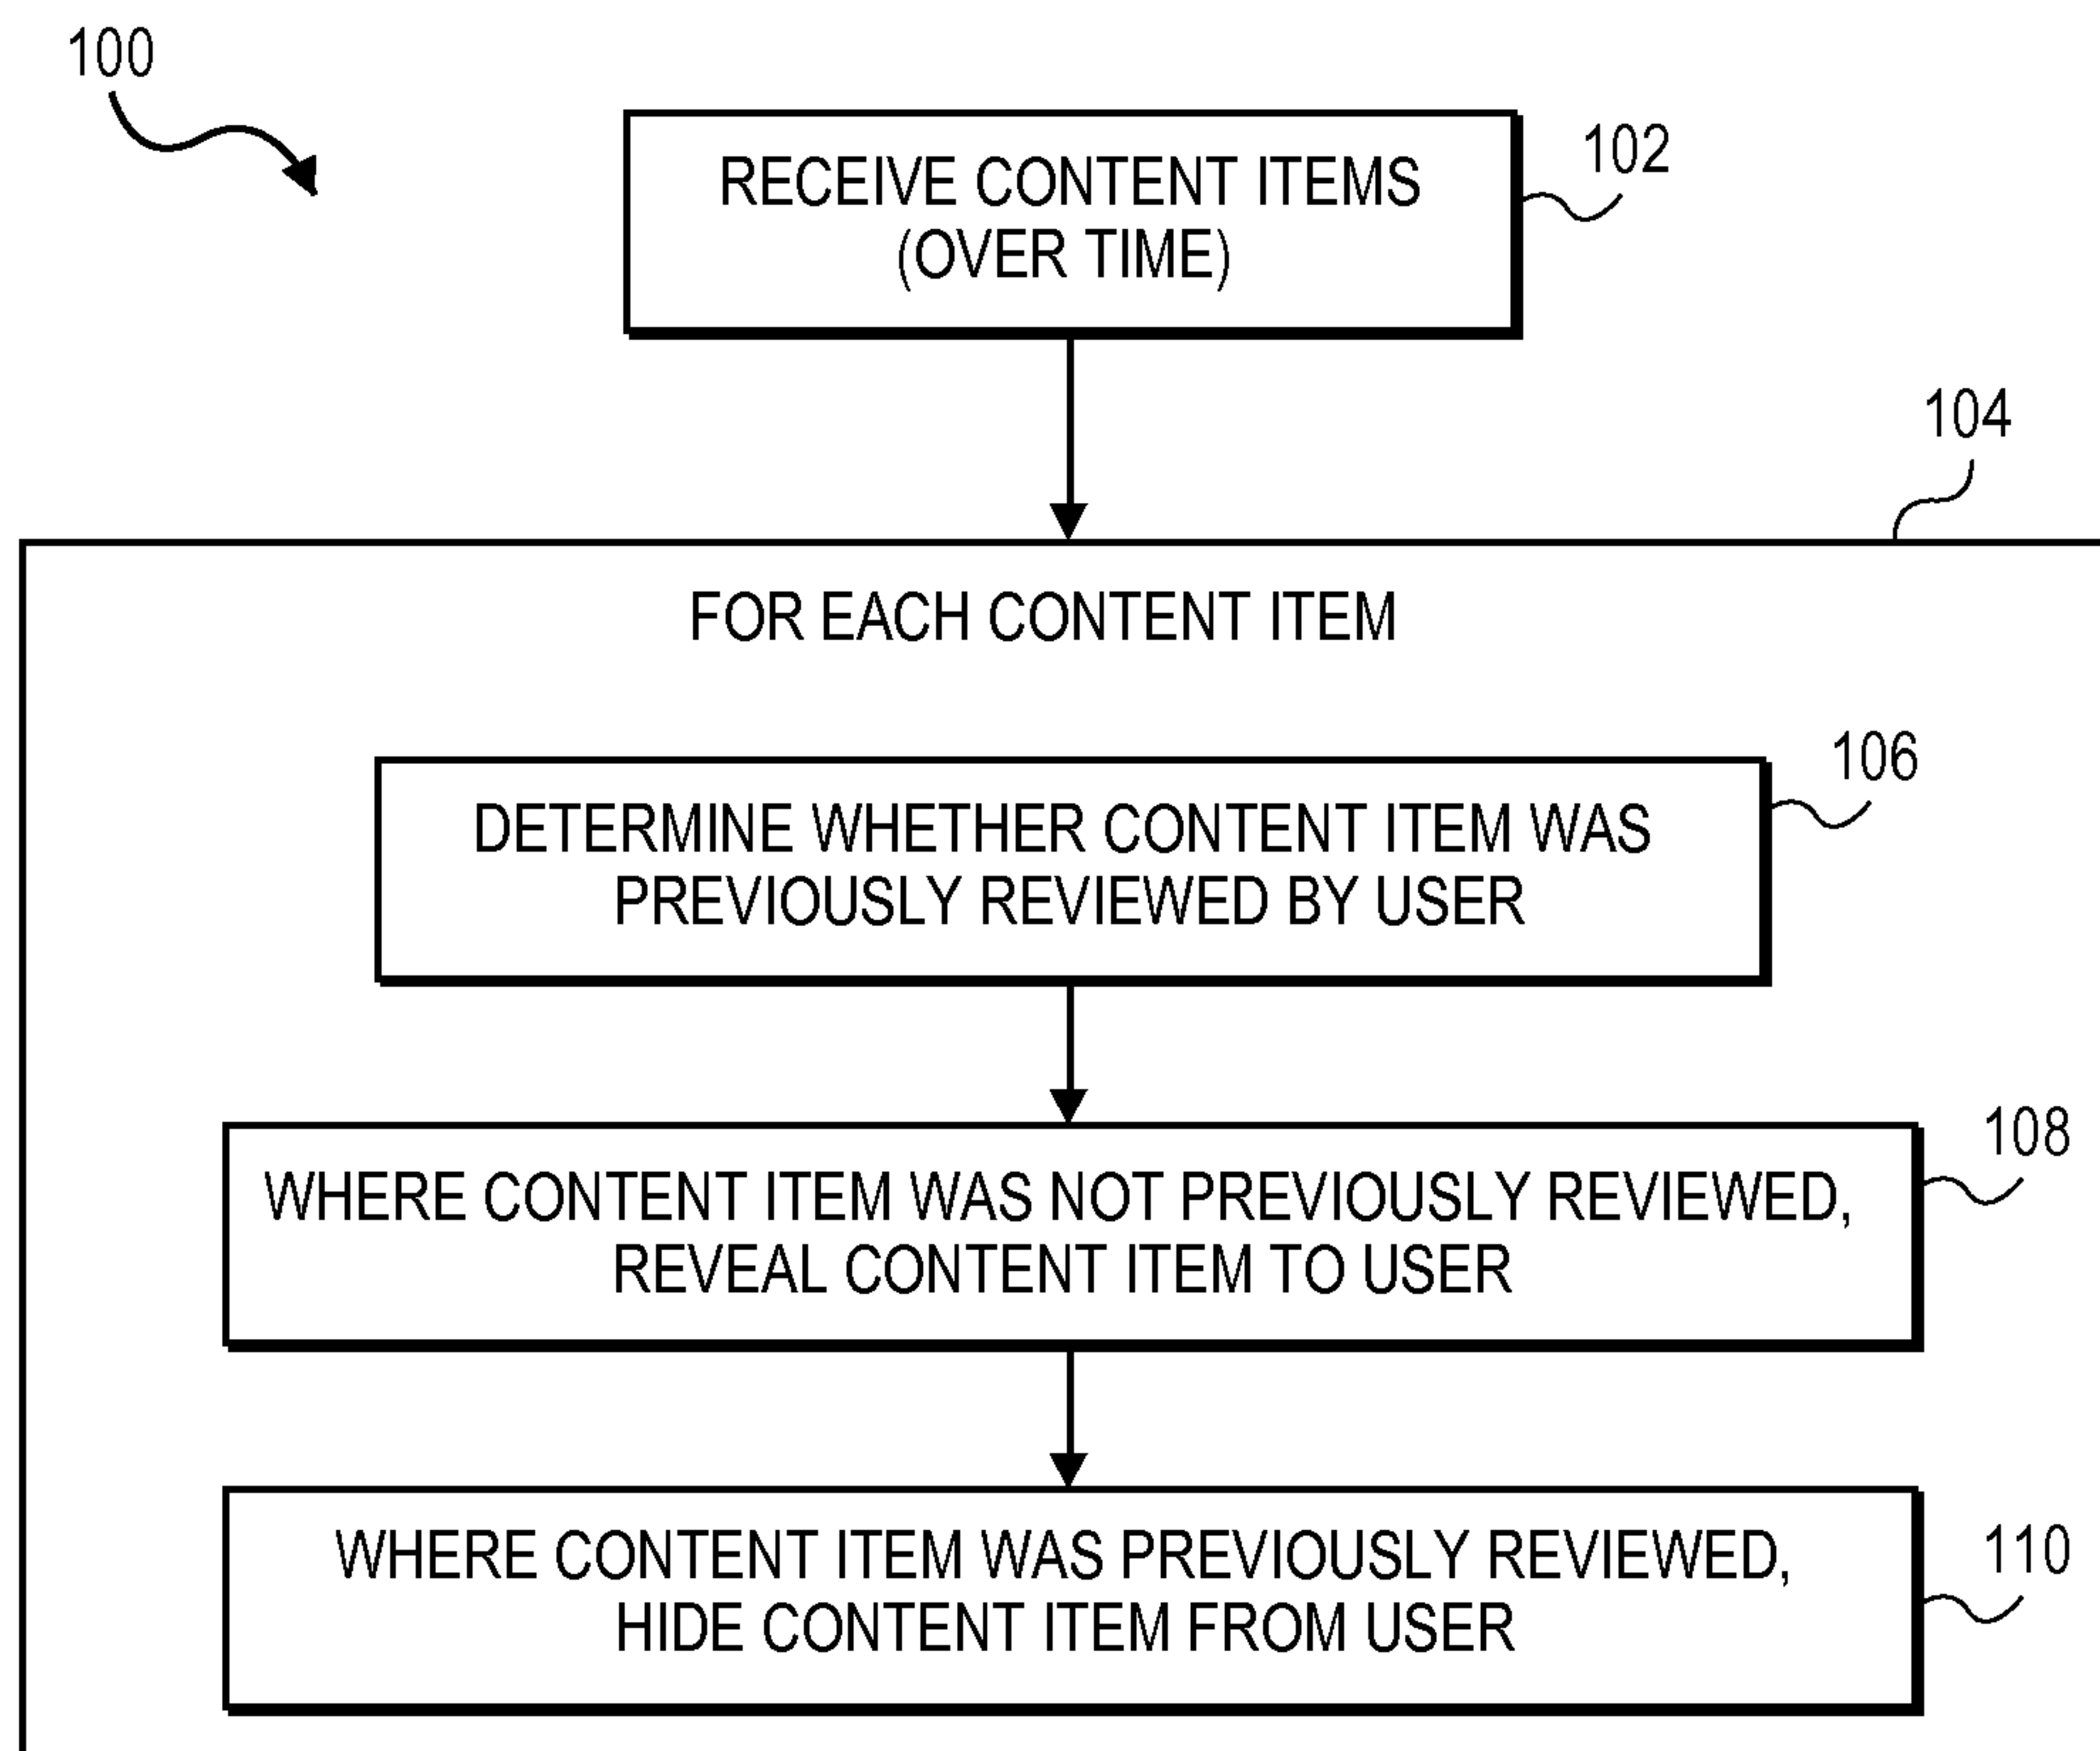 100
RECEIVE CONTENT ITEMS
(OVER TIME)
102
104
FOR EACH CONTENT ITEM
106
DETERMINE WHETHER CONTENT ITEM WAS
PREVIOUSLY REVIEWED BY USER
108
WHERE CONTENT ITEM WAS NOT PREVIOUSLY REVIEWED,
REVEAL CONTENT ITEM TO USER
110
WHERE CONTENT ITEM WAS PREVIOUSLY REVIEWED,
HIDE CONTENT ITEM FROM USER